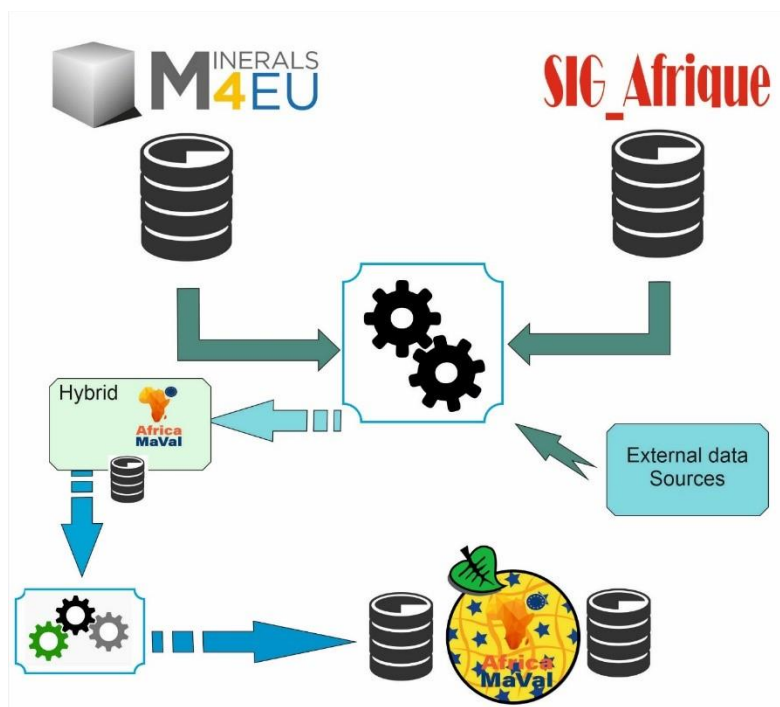 MINERALS
4EU
SIG_Afrique
Hybrid
Africa
MaVal
External data
Sources
Africa
MaVal